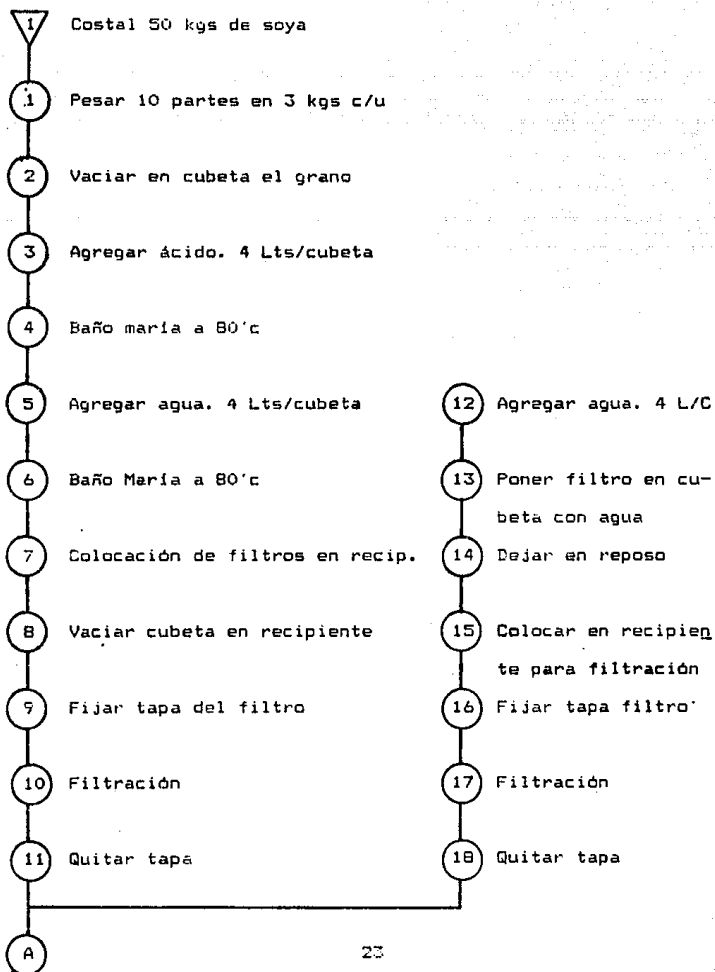 1 Costal 50 kgs de soya
1 Pesar 10 partes en 3 kgs c/u
2 Vaciar en cubeta el grano
3 Agregar ácido. 4 Lts/cubeta
4 Baño maría a 80'c
5 Agregar agua. 4 Lts/cubeta
6 Baño María a 80'c
7 Colocación de filtros en recip.
8 Vaciar cubeta en recipiente
9 Fijar tapa del filtro
10 Filtración
11 Quitar tapa
12 Agregar agua. 4 L/C
13 Poner filtro en cu-
beta con agua
14 Dejar en reposo
15 Colocar en recipien
te para filtración
16 Fijar tapa filtro
17 Filtración
18 Quitar tapa
A
23